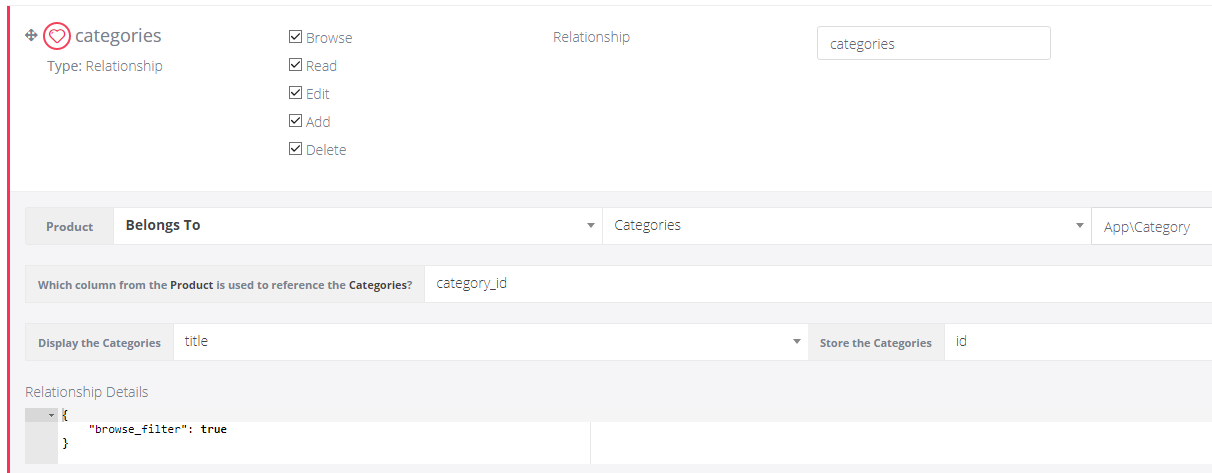 categories
Type: Relationship
Browse
Read
Edit
Add
Delete
Relationship
categories
Product
Belongs To
Categories
App\Category
Which column from the Product is used to reference the Categories?
category_id
Display the Categories
title
Store the Categories
id
Relationship Details
{
"browse_filter": true
}